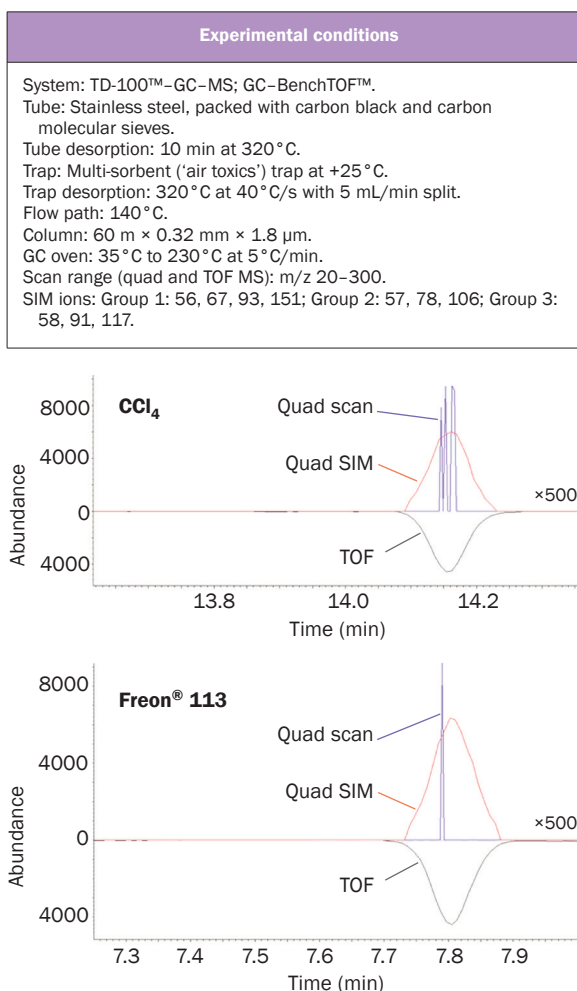 Experimental conditions
System: TD-100™–GC–MS; GC–BenchTOF™.
Tube: Stainless steel, packed with carbon black and carbon
molecular sieves.
Tube desorption: 10 min at 320°C.
Trap: Multi-sorbent (‘air toxics’) trap at +25°C.
Trap desorption: 320°C at 40°C/s with 5 mL/min split.
Flow path: 140°C.
Column: 60 m × 0.32 mm × 1.8 µm.
GC oven: 35°C to 230°C at 5°C/min.
Scan range (quad and TOF MS): m/z 20–300.
SIM ions: Group 1: 56, 67, 93, 151; Group 2: 57, 78, 106; Group 3:
58, 91, 117.
CCl₄
Quad scan
Quad SIM
×500
TOF
8000
4000
0
4000
Abundance
13.8 14.0 14.2
Time (min)
Freon® 113
Quad scan
Quad SIM
×500
TOF
8000
4000
0
4000
Abundance
7.3 7.4 7.5 7.6 7.7 7.8 7.9
Time (min)